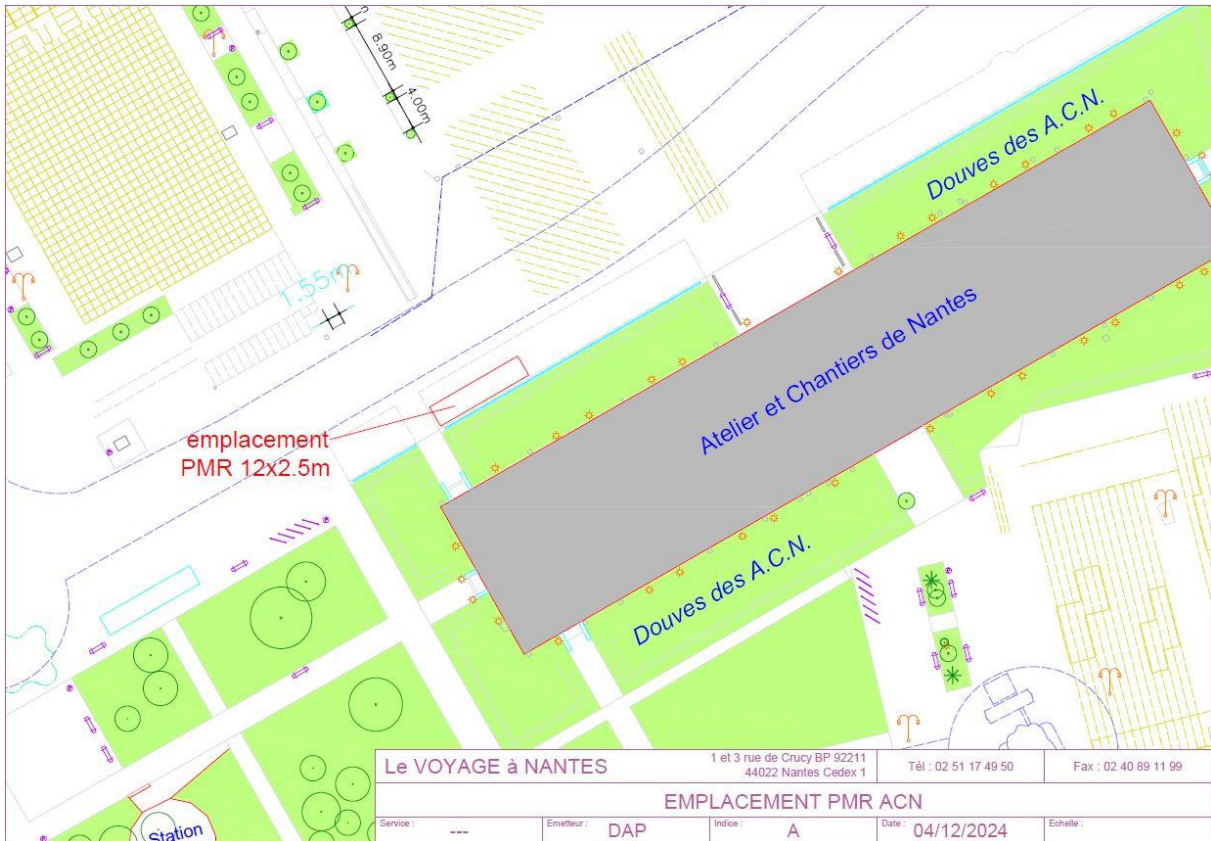 8.90m
4.00m
Douves des A.C.N.
1.55m
Atelier et Chantiers de Nantes
emplacement
PMR 12x2.5m
Douves des A.C.N.
Station
Le VOYAGE à NANTES
1 et 3 rue de Crucy BP 92211
44022 Nantes Cedex 1
Tél : 02 51 17 49 50
Fax : 02 40 89 11 99
EMPLACEMENT PMR ACN
Service : ---
Emetteur : DAP
Indice : A
Date : 04/12/2024
Echelle :